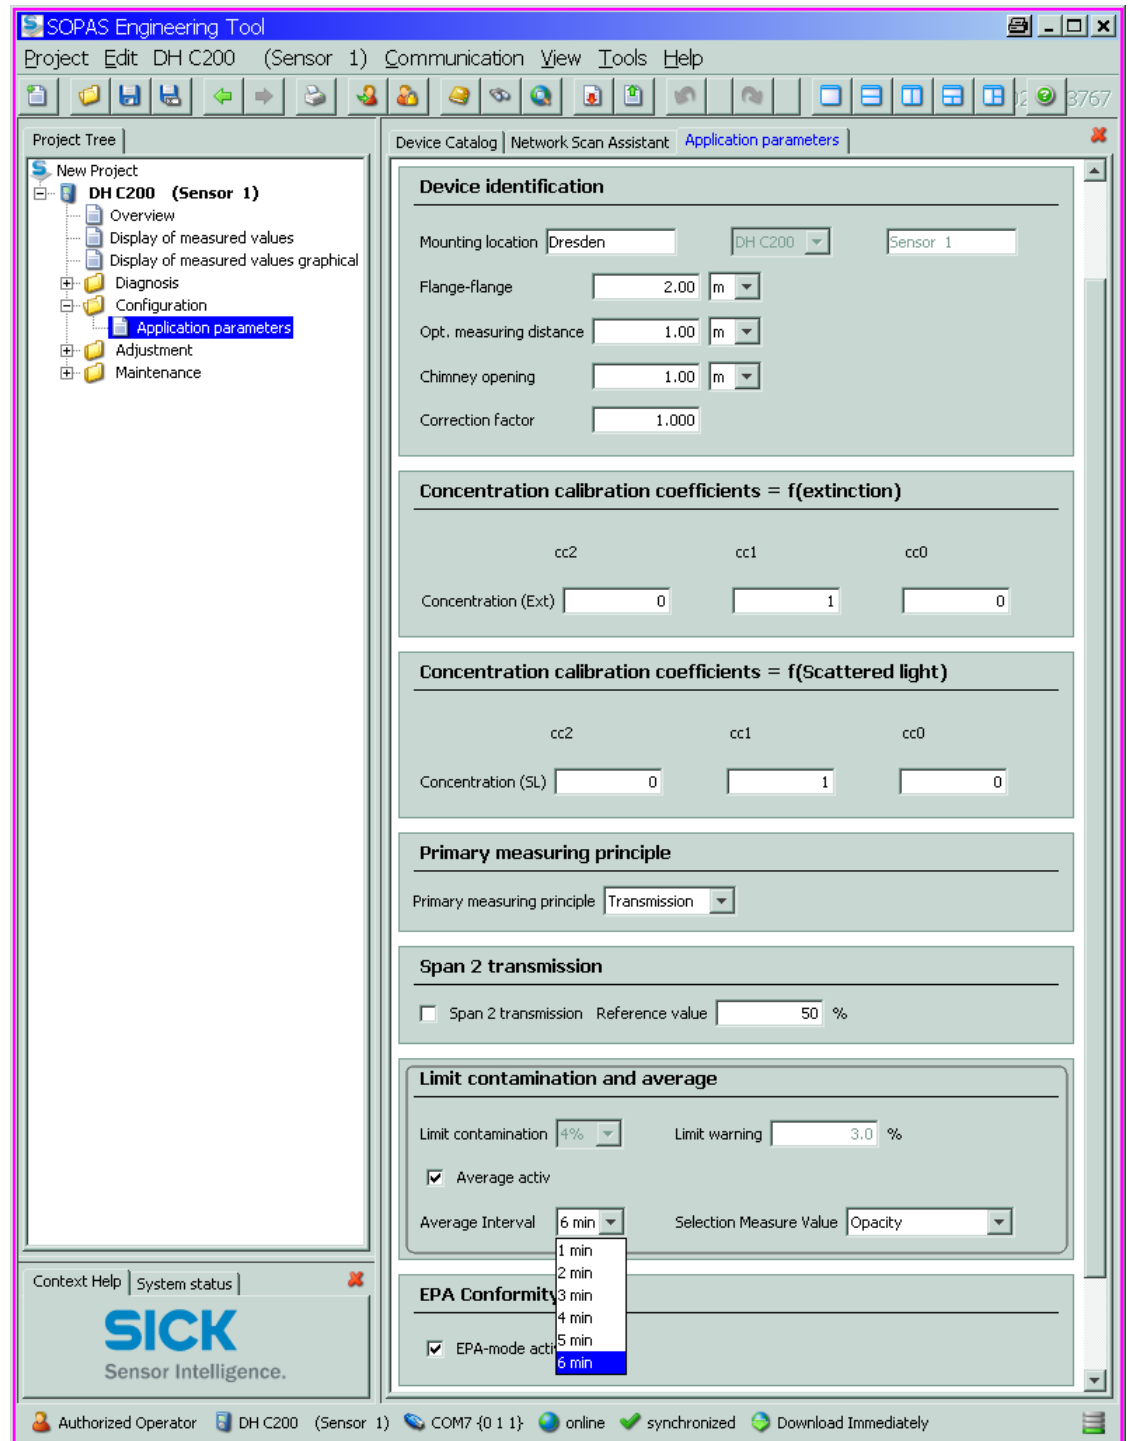 SOPAS Engineering Tool
Project Edit DH C200 (Sensor 1) Communication View Tools Help
3767
Project Tree
New Project
DH C200 (Sensor 1)
Overview
Display of measured values
Display of measured values graphical
Diagnosis
Configuration
Application parameters
Adjustment
Maintenance
Device Catalog Network Scan Assistant Application parameters
Device identification
Mounting location Dresden DH C200 Sensor 1
Flange-flange 2.00 m
Opt. measuring distance 1.00 m
Chimney opening 1.00 m
Correction factor 1.000
Concentration calibration coefficients = f(extinction)
cc2 cc1 cc0
Concentration (Ext) 0 1 0
Concentration calibration coefficients = f(Scattered light)
cc2 cc1 cc0
Concentration (SL) 0 1 0
Primary measuring principle
Primary measuring principle Transmission
Span 2 transmission
Span 2 transmission Reference value 50 %
Limit contamination and average
Limit contamination 4% Limit warning 3.0 %
Average activ
Average Interval 6 min Selection Measure Value Opacity
1 min
2 min
3 min
4 min
5 min
6 min
EPA Conformity
EPA-mode acti
Context Help System status
SICK
Sensor Intelligence.
Authorized Operator DH C200 (Sensor 1) COM7 {0 1 1} online synchronized Download Immediately